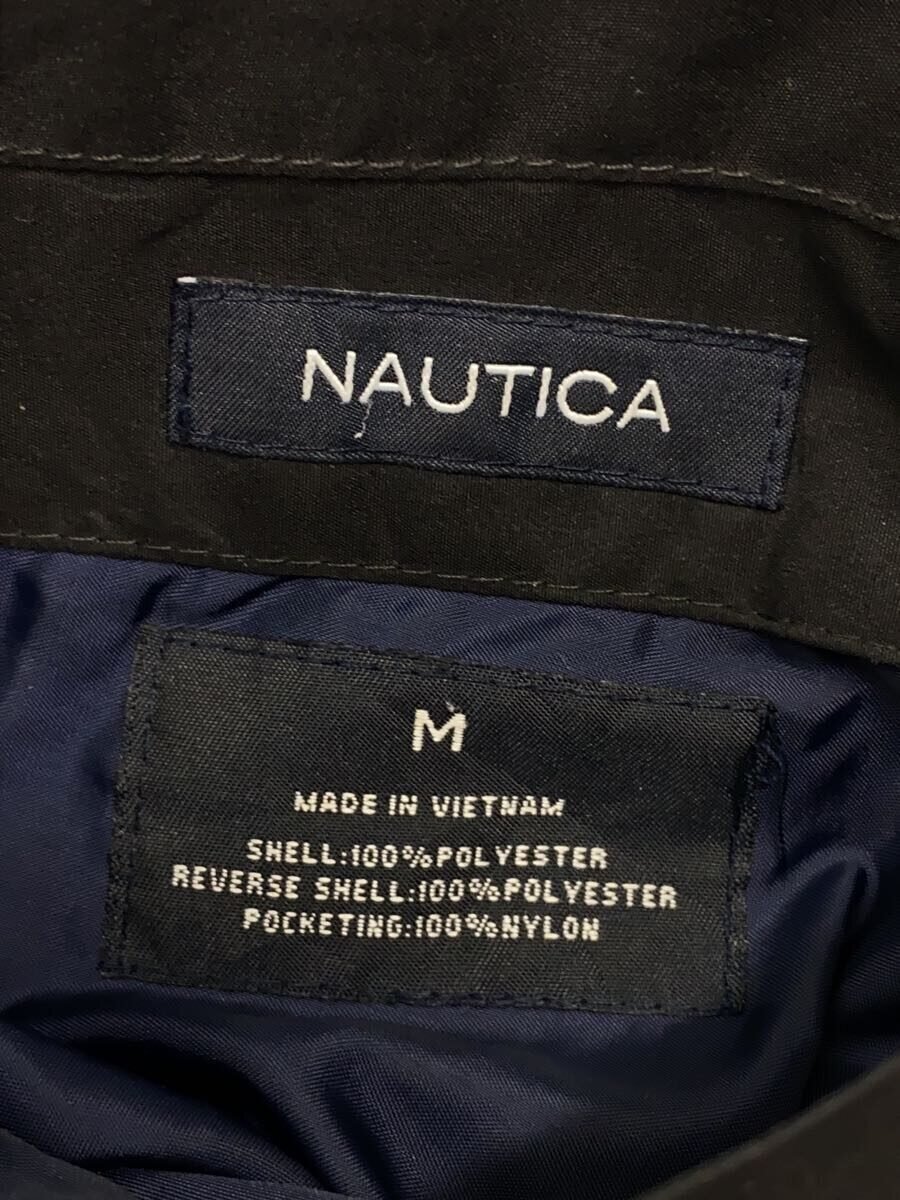 NAUTICA
M
MADE IN VIETNAM
SHELL:100%POLYESTER
REVERSE SHELL:100%POLYESTER
POCKETING:100%NYLON